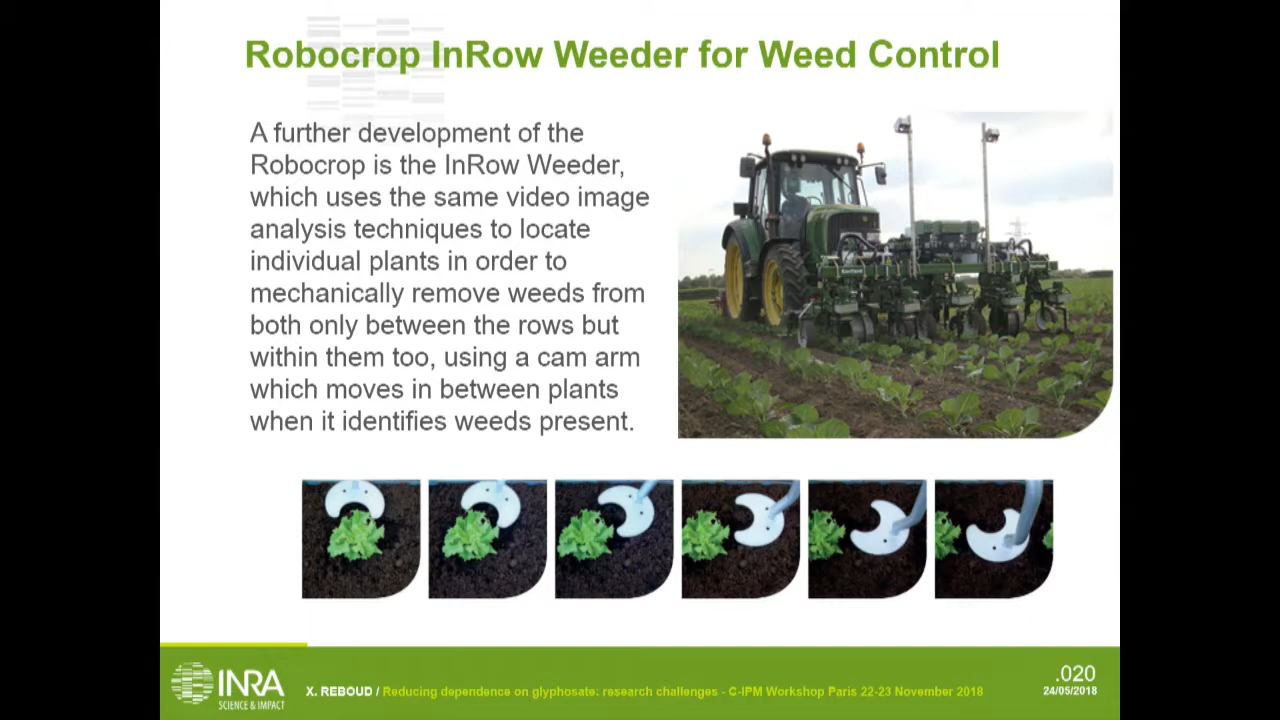 Robocrop InRow Weeder for Weed Control
A further development of the
Robocrop is the InRow Weeder,
which uses the same video image
analysis techniques to locate
individual plants in order to
mechanically remove weeds from
both only between the rows but
within them too, using a cam arm
which moves in between plants
when it identifies weeds present.
INRA
SCIENCE & IMPACT
X. REBOUD / Reducing dependence on glyphosate: research challenges - C-IPM Workshop Paris 22-23 November 2018
.020
24/05/2018